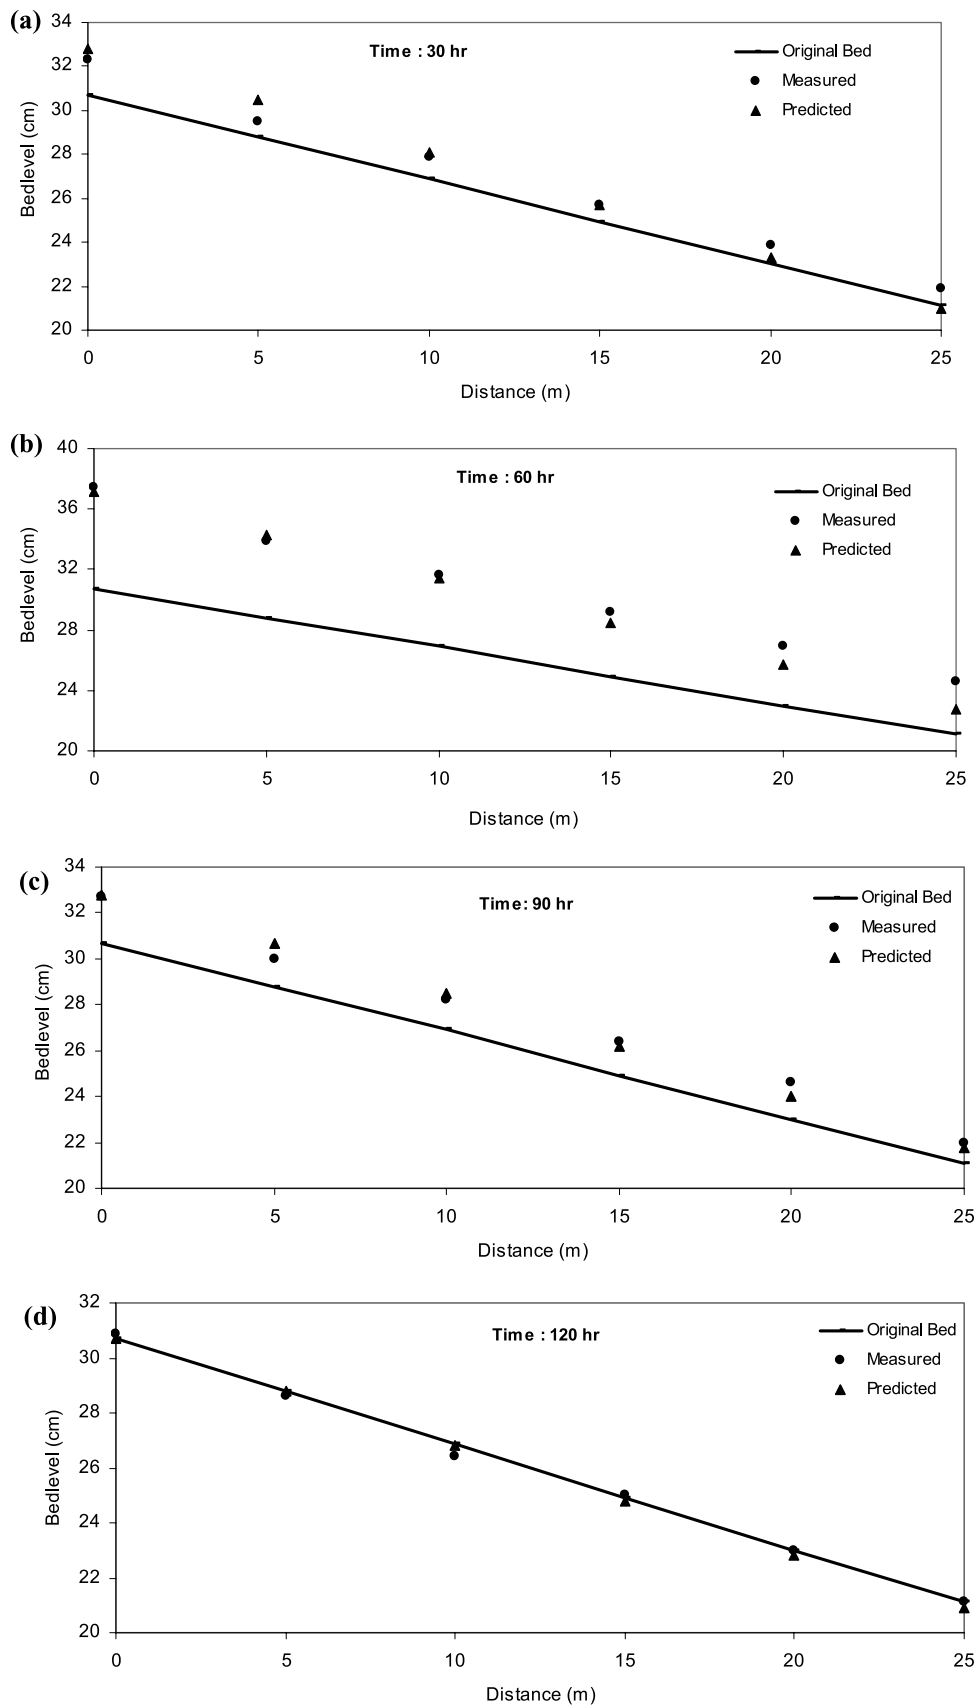 (a)
34
32
30
28
26
24
22
20
Bedlevel (cm)
Time : 30 hr
Original Bed
Measured
Predicted
0 5 10 15 20 25
Distance (m)
(b)
40
36
32
28
24
20
Bedlevel (cm)
Time : 60 hr
Original Bed
Measured
Predicted
0 5 10 15 20 25
Distance (m)
(c)
34
32
30
28
26
24
22
20
Bedlevel (cm)
Time: 90 hr
Original Bed
Measured
Predicted
0 5 10 15 20 25
Distance (m)
(d)
32
30
28
26
24
22
20
Bedlevel (cm)
Time : 120 hr
Original Bed
Measured
Predicted
0 5 10 15 20 25
Distance (m)